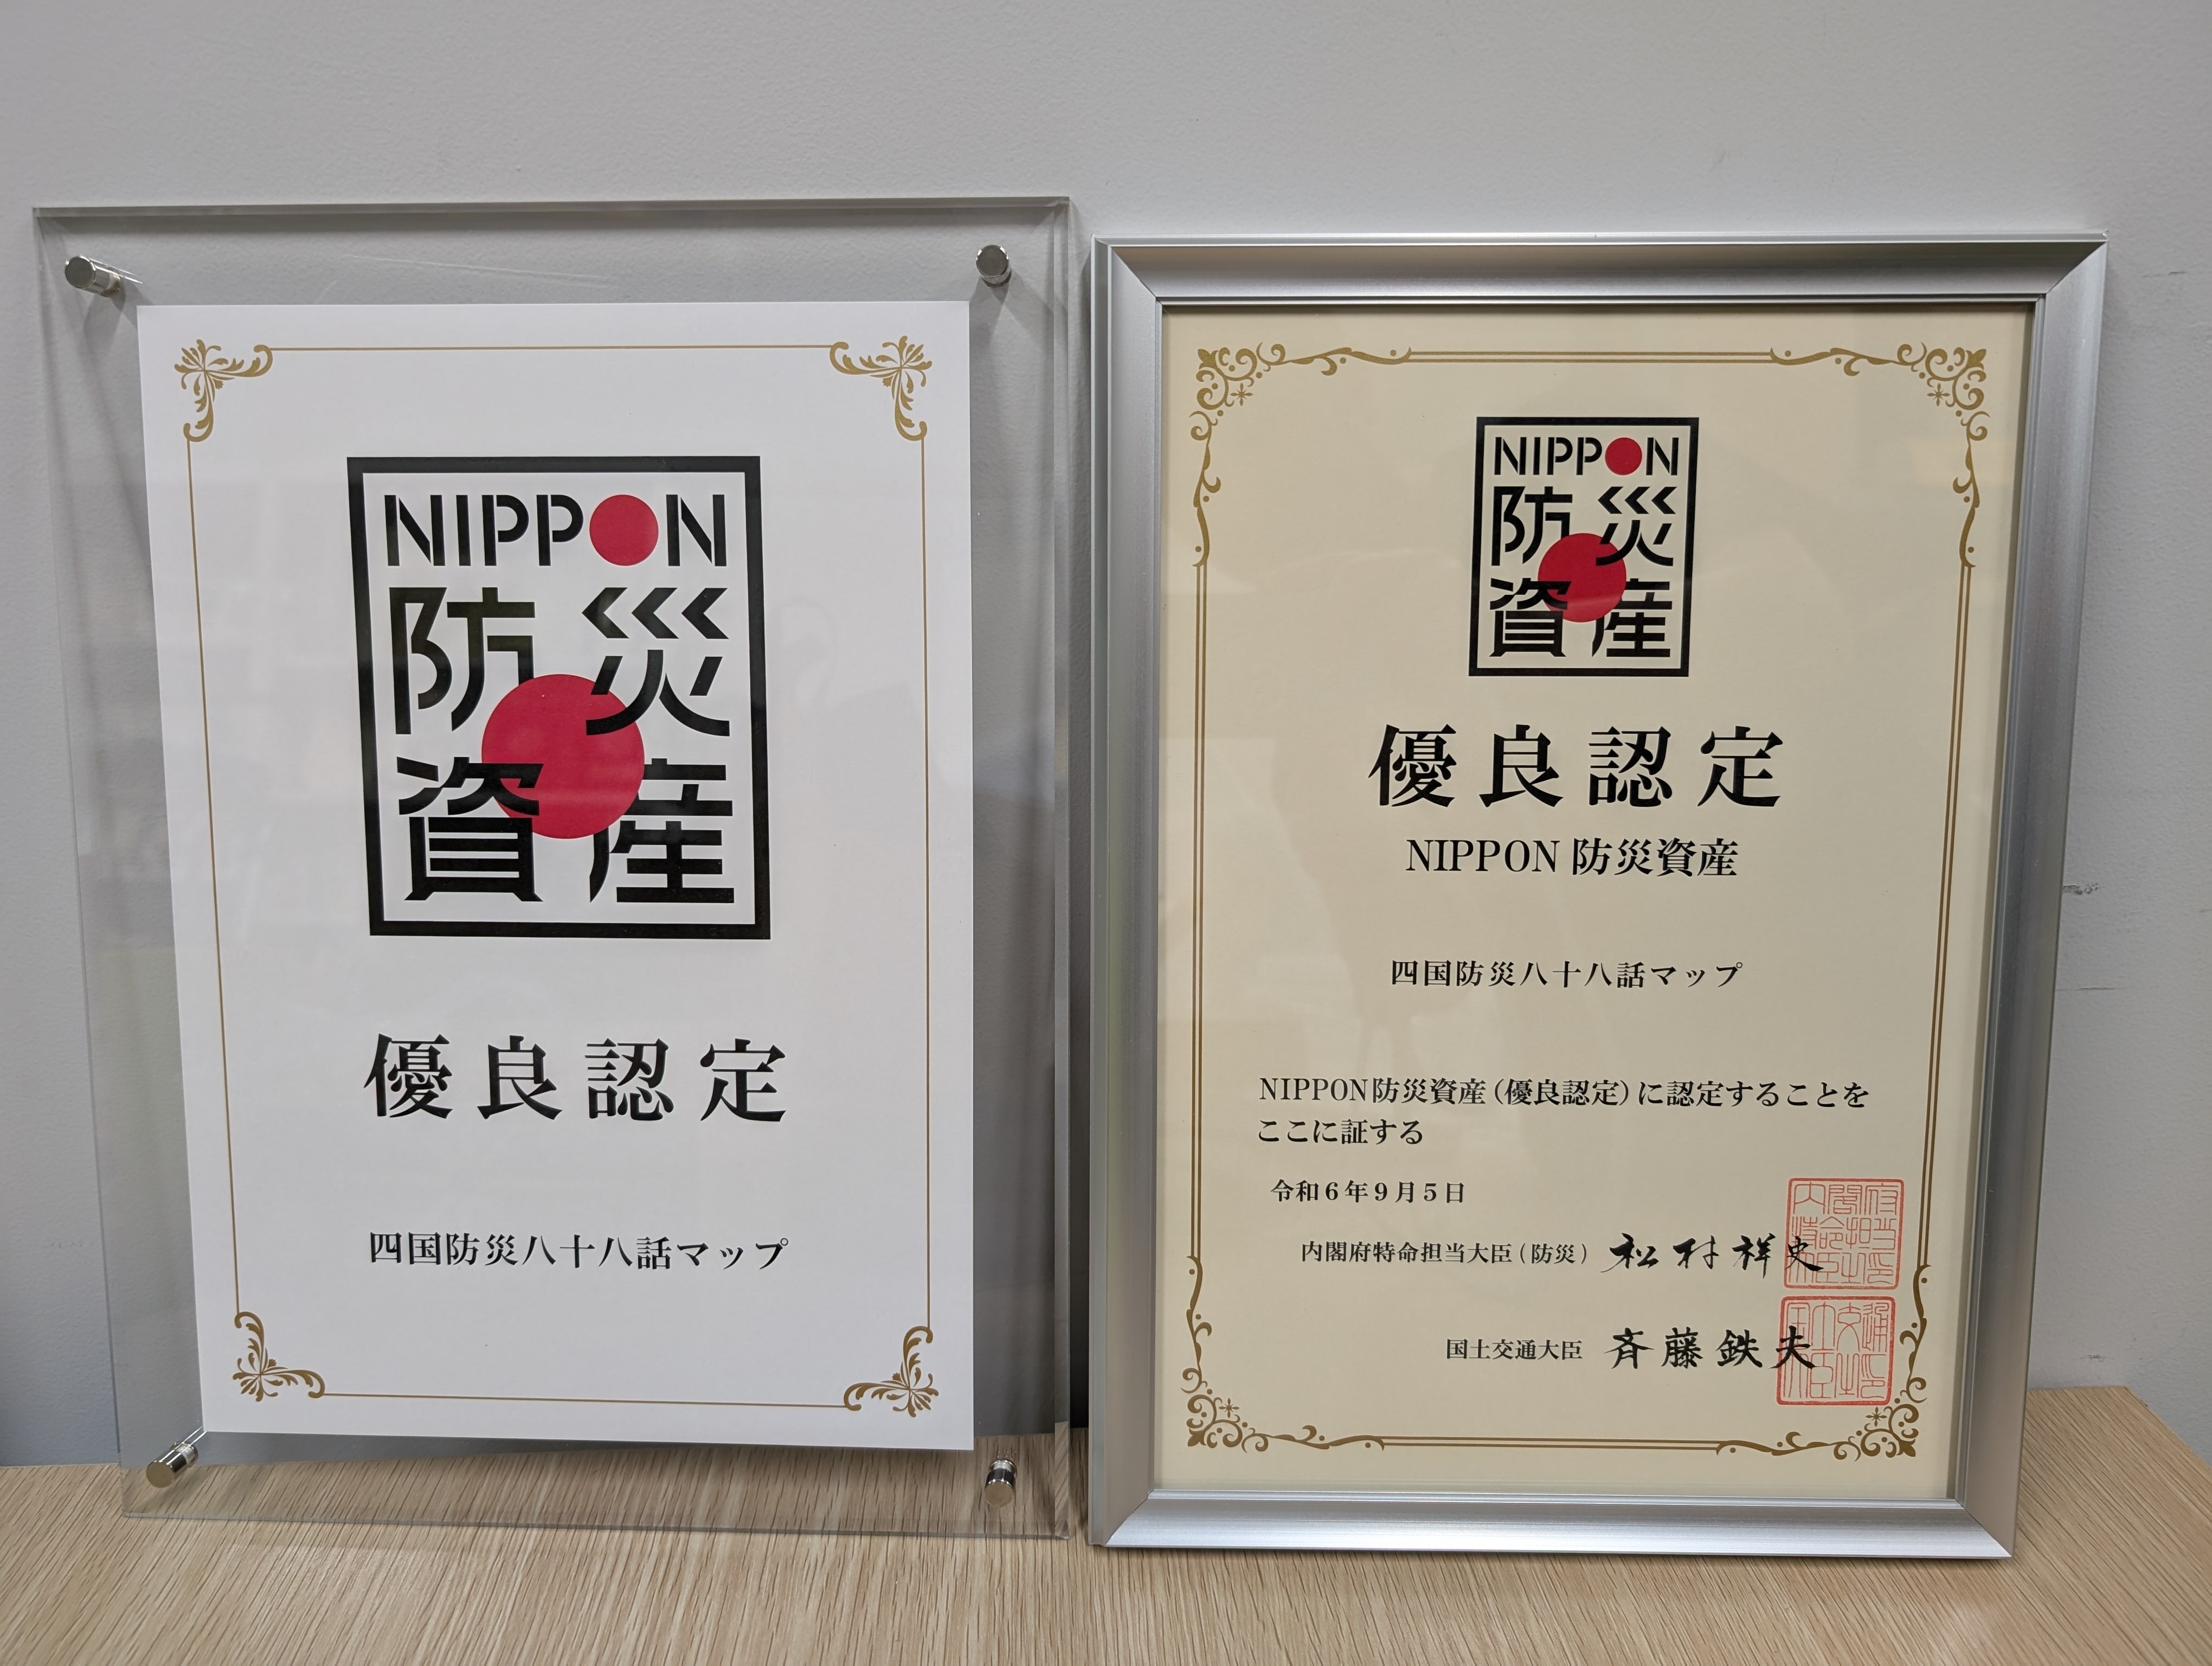 NIPPON
防災
資産
優良認定
四国防災八十八話マップ
NIPPON
防災
資産
優良認定
NIPPON 防災資産
四国防災八十八話マップ
NIPPON防災資産（優良認定）に認定することを
ここに証する
令和６年９月５日
内閣府特命担当大臣（防災） 松村祥史
国土交通大臣 斉藤鉄夫